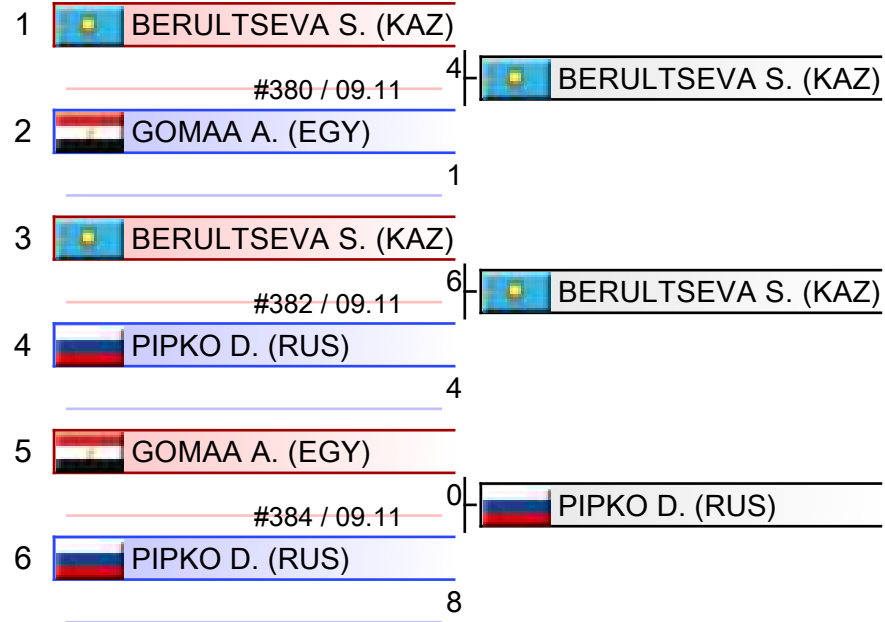 1 BERULTSEVA S. (KAZ)
#380 / 09.11 4 BERULTSEVA S. (KAZ)
2 GOMAA A. (EGY)
1
3 BERULTSEVA S. (KAZ)
#382 / 09.11 6 BERULTSEVA S. (KAZ)
4 PIPKO D. (RUS)
4
5 GOMAA A. (EGY)
#384 / 09.11 0 PIPKO D. (RUS)
6 PIPKO D. (RUS)
8